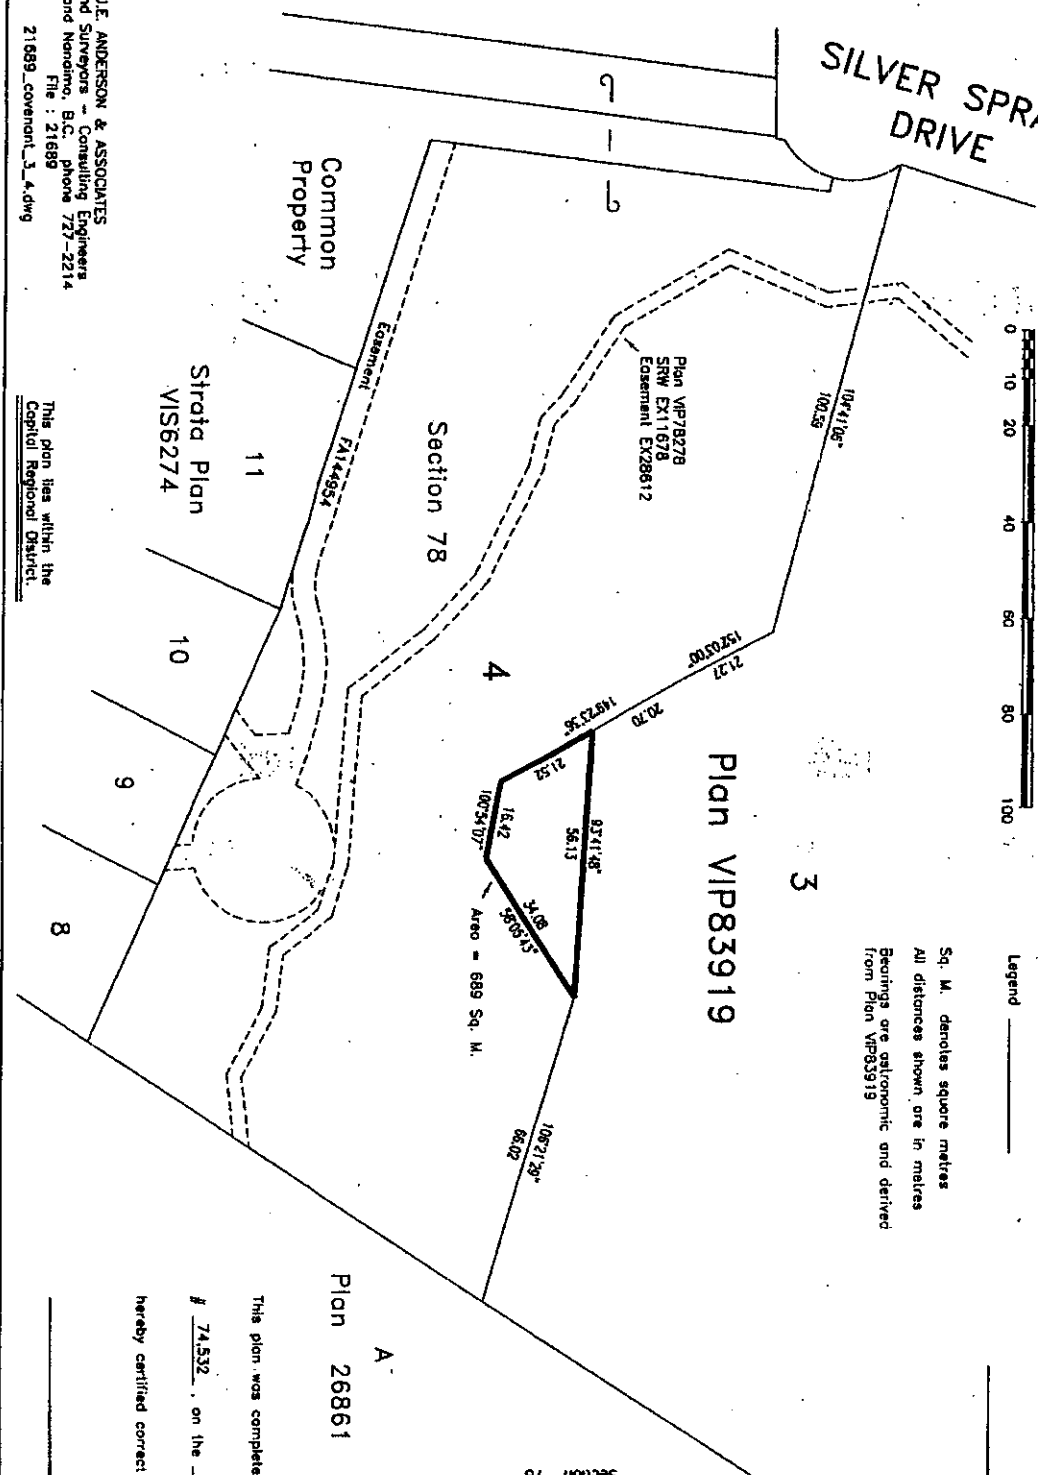 SILVER SPRA
DRIVE
0 10 20 40 60 80 100
Legend
Sq. M. denotes square metres
All distances shown are in metres
Bearings are astronomic and derived
from Plan VIP83919
104°41'06"
100.59
Plan VIP78278
SRW EX11678
Easement EX28612
152°03'00"
21.27
20.70
149°23'36"
21.52
3
Plan VIP83919
93°41'48"
56.13
16.42
100°54'07"
34.08
58°05'43"
Area = 689 Sq. M.
106°21'29"
66.02
4
Section 78
Common
Property
Easement
FA144954
Strata Plan
VIS6274
11
10
9
8
A
Plan 26861
This plan was complete
# 74,532 , on the
hereby certified correct
This plan lies within the
Capital Regional District.
J.E. ANDERSON & ASSOCIATES
nd Surveyors - Consulting Engineers
and Nanaimo, B.C. phone 727-2214
File : 21689
21689_covenant_3_4.dwg